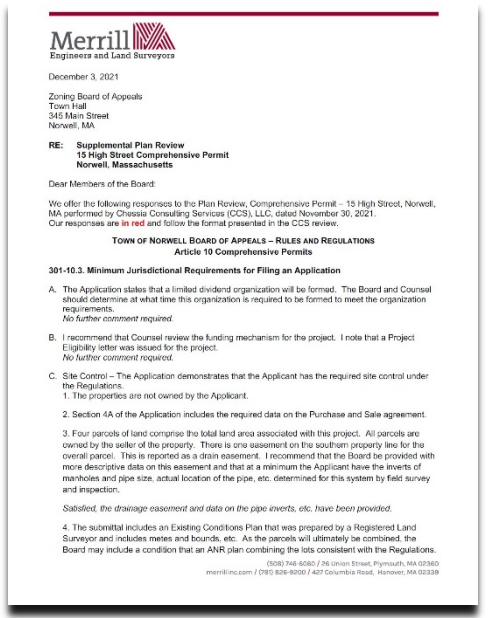 Merrill
Engineers and Land Surveyors
December 3, 2021
Zoning Board of Appeals
Town Hall
345 Main Street
Norwell, MA
RE: Supplemental Plan Review
15 High Street Comprehensive Permit
Norwell, Massachusetts
Dear Members of the Board:
We offer the following responses to the Plan Review, Comprehensive Permit – 15 High Street, Norwell,
MA performed by Chessia Consulting Services (CCS), LLC, dated November 30, 2021.
Our responses are in red and follow the format presented in the CCS review.
TOWN OF NORWELL BOARD OF APPEALS – RULES AND REGULATIONS
Article 10 Comprehensive Permits
301-10.3. Minimum Jurisdictional Requirements for Filing an Application
A. The Application states that a limited dividend organization will be formed. The Board and Counsel
should determine at what time this organization is required to be formed to meet the organization
requirements.
No further comment required.
B. I recommend that Counsel review the funding mechanism for the project. I note that a Project
Eligibility letter was issued for the project.
No further comment required.
C. Site Control – The Application demonstrates that the Applicant has the required site control under
the Regulations.
1. The properties are not owned by the Applicant.
2. Section 4A of the Application includes the required data on the Purchase and Sale agreement.
3. Four parcels of land comprise the total land area associated with this project. All parcels are
owned by the seller of the property. There is one easement on the southern property line for the
overall parcel. This is reported as a drain easement. I recommend that the Board be provided with
more descriptive data on this easement and that at a minimum the Applicant have the inverts of
manholes and pipe size, actual location of the pipe, etc. determined for this system by field survey
and inspection.
Satisfied, the drainage easement and data on the pipe inverts, etc. have been provided.
4. The submittal includes an Existing Conditions Plan that was prepared by a Registered Land
Surveyor and includes metes and bounds, etc. As the parcels will ultimately be combined, the
Board may include a condition that an ANR plan combining the lots consistent with the Regulations.
(508) 746-6060 / 26 Union Street, Plymouth, MA 02360
merrillinc.com / (781) 826-9200 / 427 Columbia Road, Hanover, MA 02339